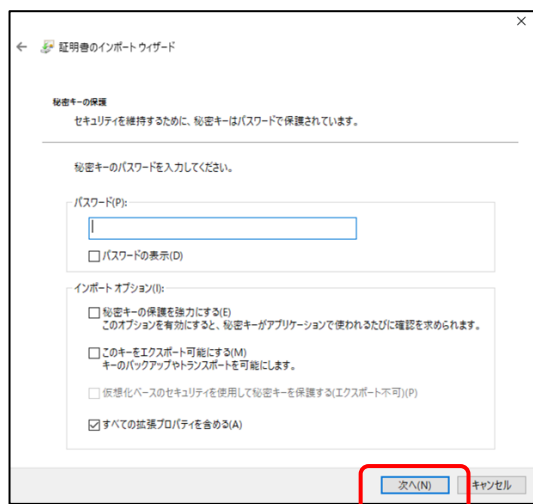 証明書のインポート ウィザード
秘密キーの保護
セキュリティを維持するために、秘密キーはパスワードで保護されています。
秘密キーのパスワードを入力してください。
パスワード(P):
パスワードの表示(D)
インポート オプション(I):
秘密キーの保護を強力にする(E)
このオプションを有効にすると、秘密キーがアプリケーションで使われるたびに確認を求められます。
このキーをエクスポート可能にする(M)
キーのバックアップやトランスポートを可能にします。
仮想化ベースのセキュリティを使用して秘密キーを保護する(エクスポート不可)(P)
すべての拡張プロパティを含める(A)
次へ(N)
キャンセル